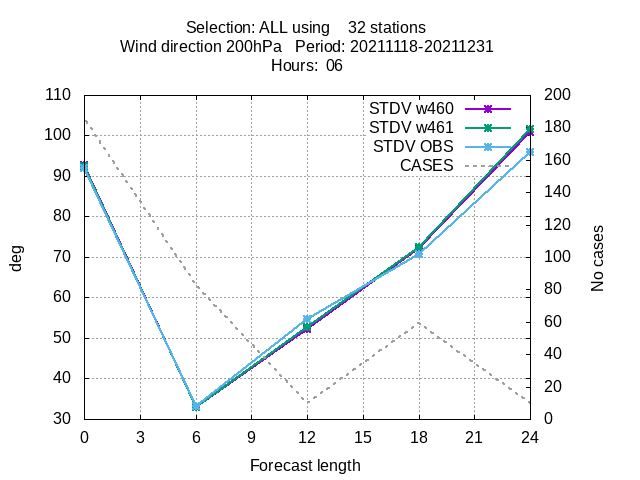 Selection: ALL using    32 stations
Wind direction 200hPa   Period: 20211118-20211231
Hours:  06
110
100
90
80
70
60
50
40
30
200
180
160
140
120
100
80
60
40
20
0
STDV w460
STDV w461
STDV OBS
CASES
deg
No cases
0 3 6 9 12 15 18 21 24
Forecast length